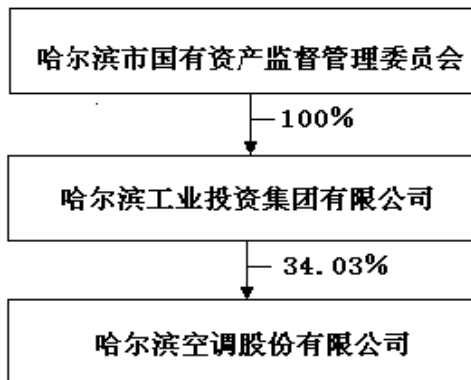 哈尔滨市国有资产监督管理委员会
100%
哈尔滨工业投资集团有限公司
34.03%
哈尔滨空调股份有限公司